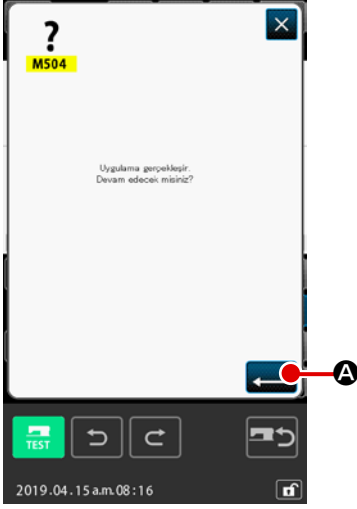 ?
M504
Uygulama gerçekleşir.
Devam edecek misiniz?
A
TEST
2019.04.15 a.m. 08:16